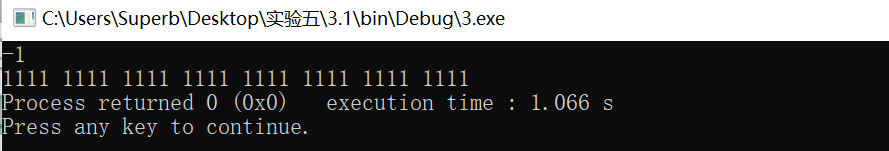 C:\Users\Superb\Desktop\实验五\3.1\bin\Debug\3.exe
-1
1111 1111 1111 1111 1111 1111 1111 1111
Process returned 0 (0x0)   execution time : 1.066 s
Press any key to continue.